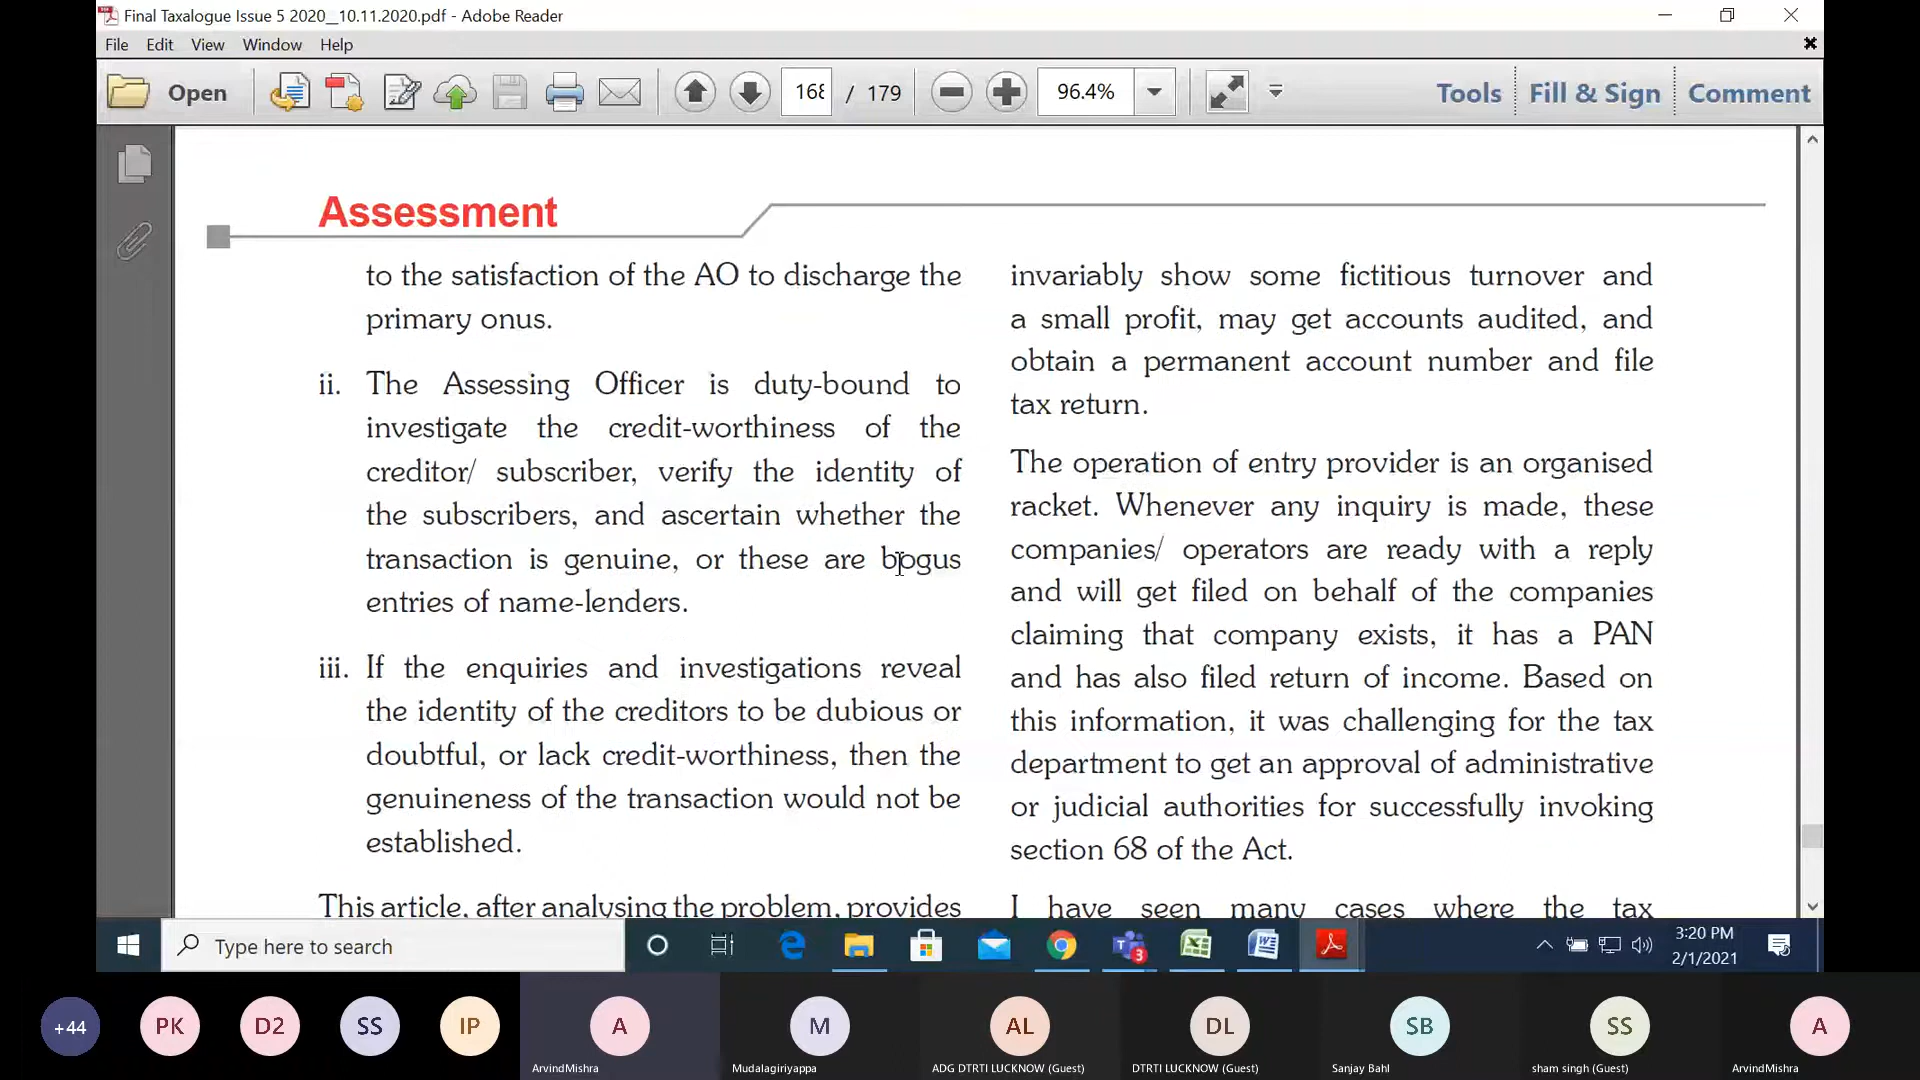 Final Taxalogue Issue 5 2020__10.11.2020.pdf - Adobe Reader
File Edit View Window Help
Open 168 / 179 96.4% Tools Fill & Sign Comment
Assessment
to the satisfaction of the AO to discharge the
primary onus.
ii. The Assessing Officer is duty-bound to
investigate the credit-worthiness of the
creditor/ subscriber, verify the identity of
the subscribers, and ascertain whether the
transaction is genuine, or these are bogus
entries of name-lenders.
iii. If the enquiries and investigations reveal
the identity of the creditors to be dubious or
doubtful, or lack credit-worthiness, then the
genuineness of the transaction would not be
established.
This article, after analysing the problem, provides
invariably show some fictitious turnover and
a small profit, may get accounts audited, and
obtain a permanent account number and file
tax return.
The operation of entry provider is an organised
racket. Whenever any inquiry is made, these
companies/ operators are ready with a reply
and will get filed on behalf of the companies
claiming that company exists, it has a PAN
and has also filed return of income. Based on
this information, it was challenging for the tax
department to get an approval of administrative
or judicial authorities for successfully invoking
section 68 of the Act.
I have seen many cases where the tax
Type here to search
3
3:20 PM
2/1/2021
+44 PK D2 SS IP A M AL DL SB SS A
ArvindMishra Mudalagiriyappa ADG DTRTI LUCKNOW (Guest) DTRTI LUCKNOW (Guest) Sanjay Bahl sham singh (Guest) ArvindMishra